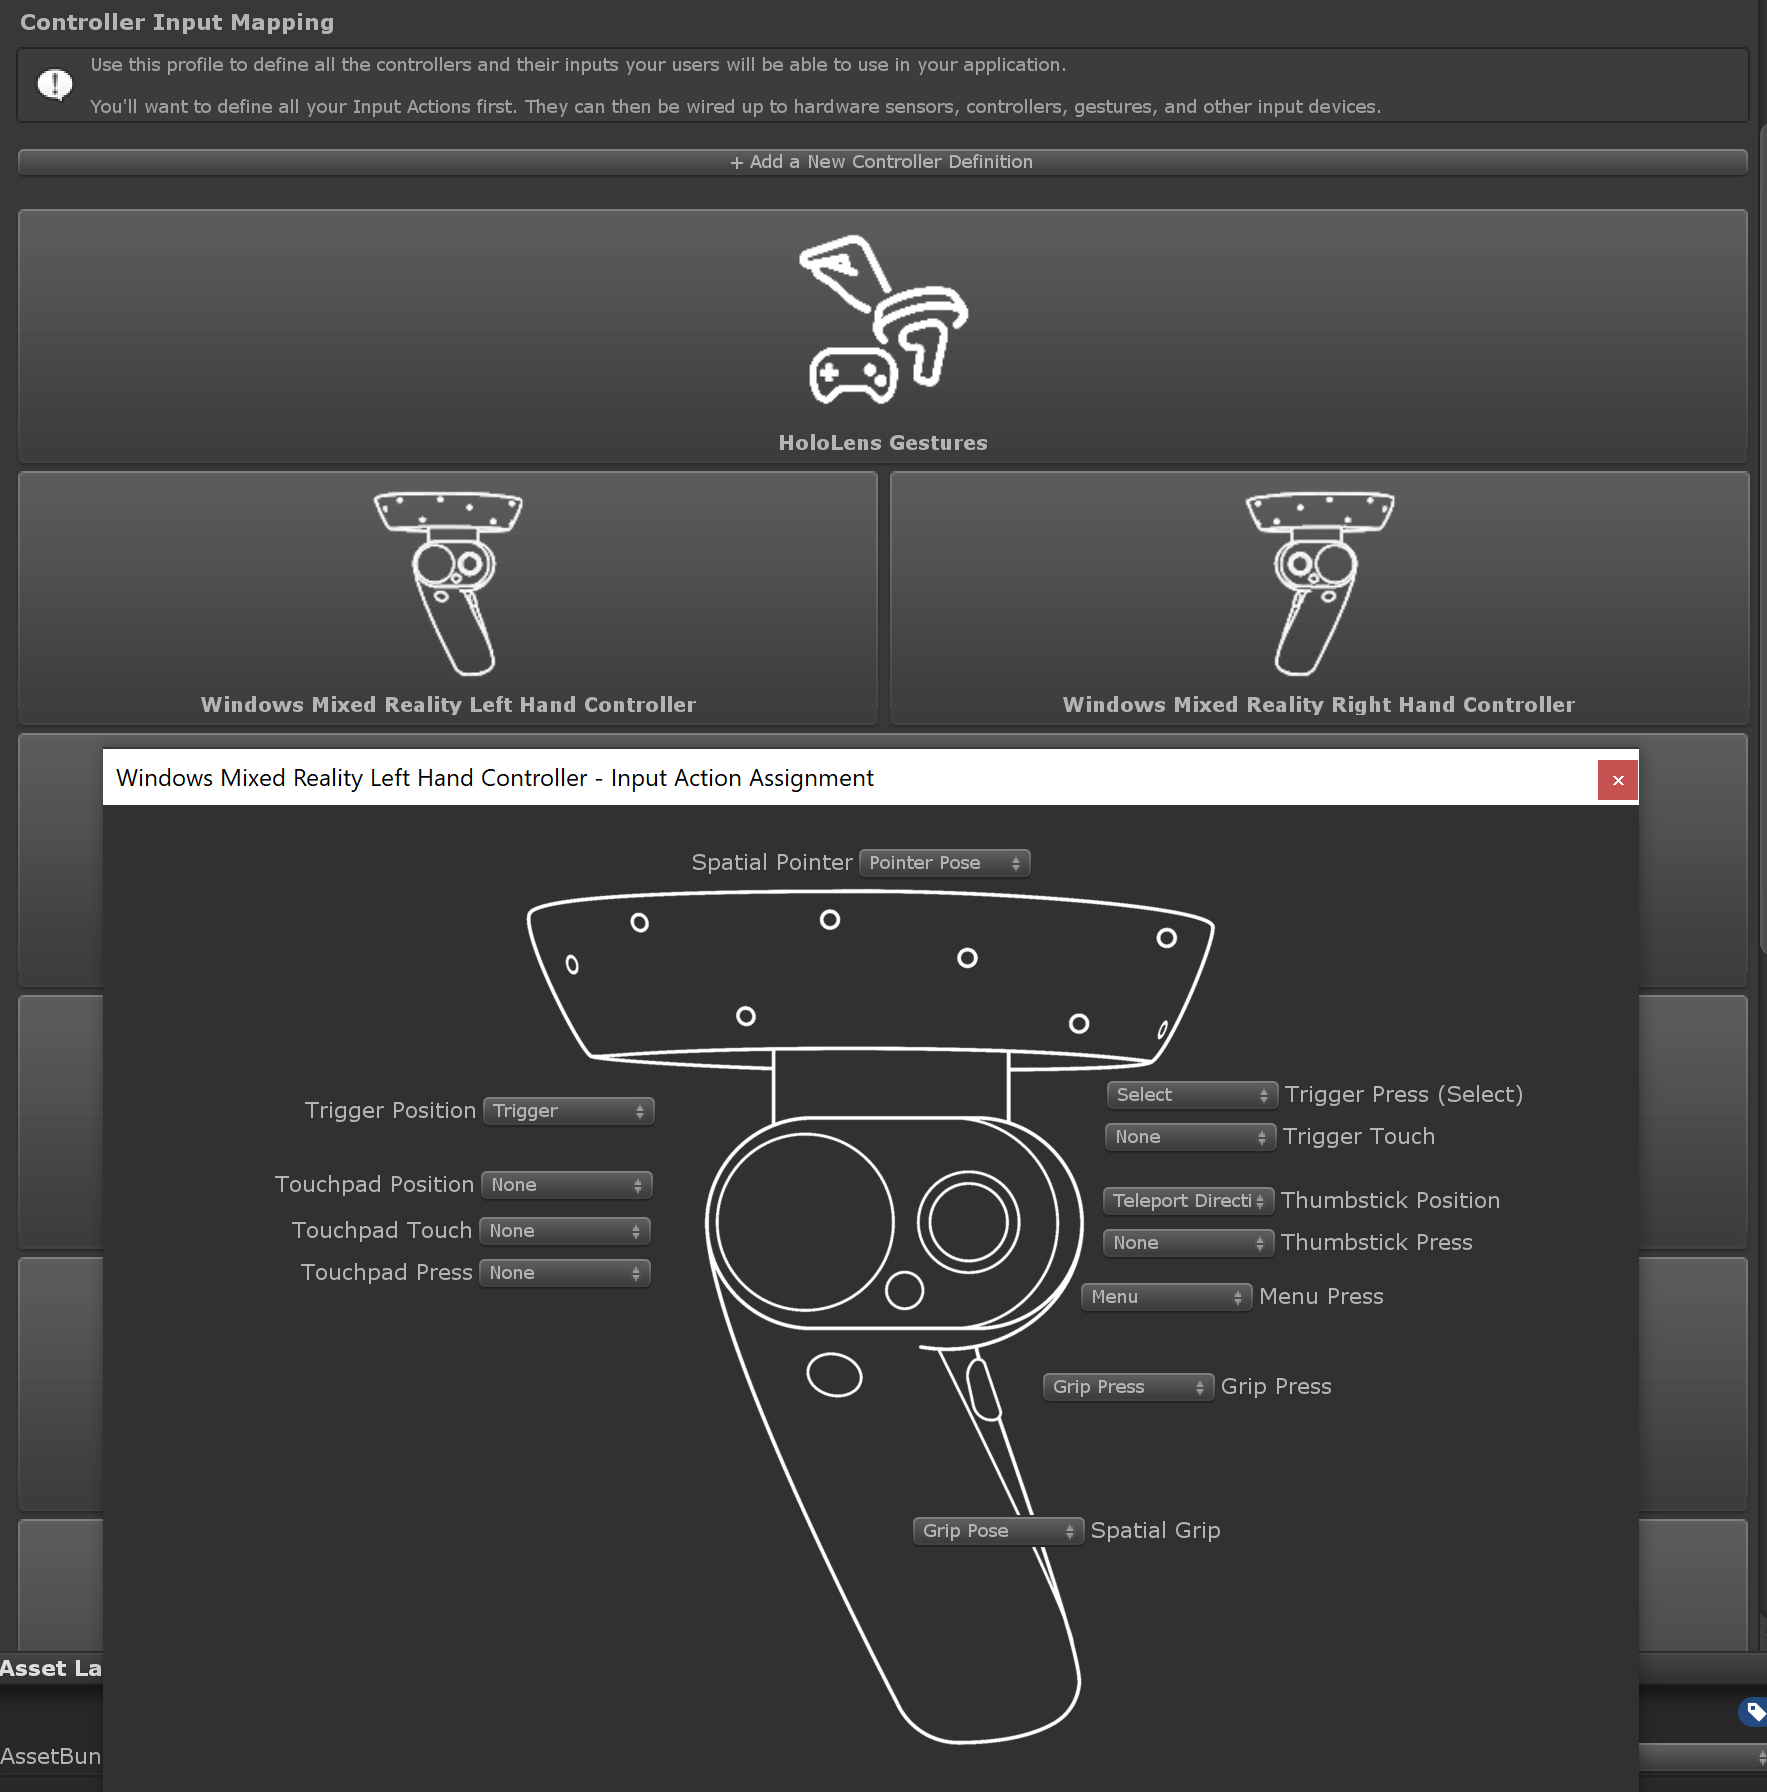 Controller Input Mapping
Use this profile to define all the controllers and their inputs your users will be able to use in your application.
You'll want to define all your Input Actions first. They can then be wired up to hardware sensors, controllers, gestures, and other input devices.
+ Add a New Controller Definition
HoloLens Gestures
Windows Mixed Reality Left Hand Controller
Windows Mixed Reality Right Hand Controller
Windows Mixed Reality Left Hand Controller - Input Action Assignment
Spatial Pointer Pointer Pose
Trigger Position Trigger
Select Trigger Press (Select)
None Trigger Touch
Touchpad Position None
Teleport Directi Thumbstick Position
Touchpad Touch None
None Thumbstick Press
Touchpad Press None
Menu Menu Press
Grip Press Grip Press
Grip Pose Spatial Grip
Asset La
AssetBun